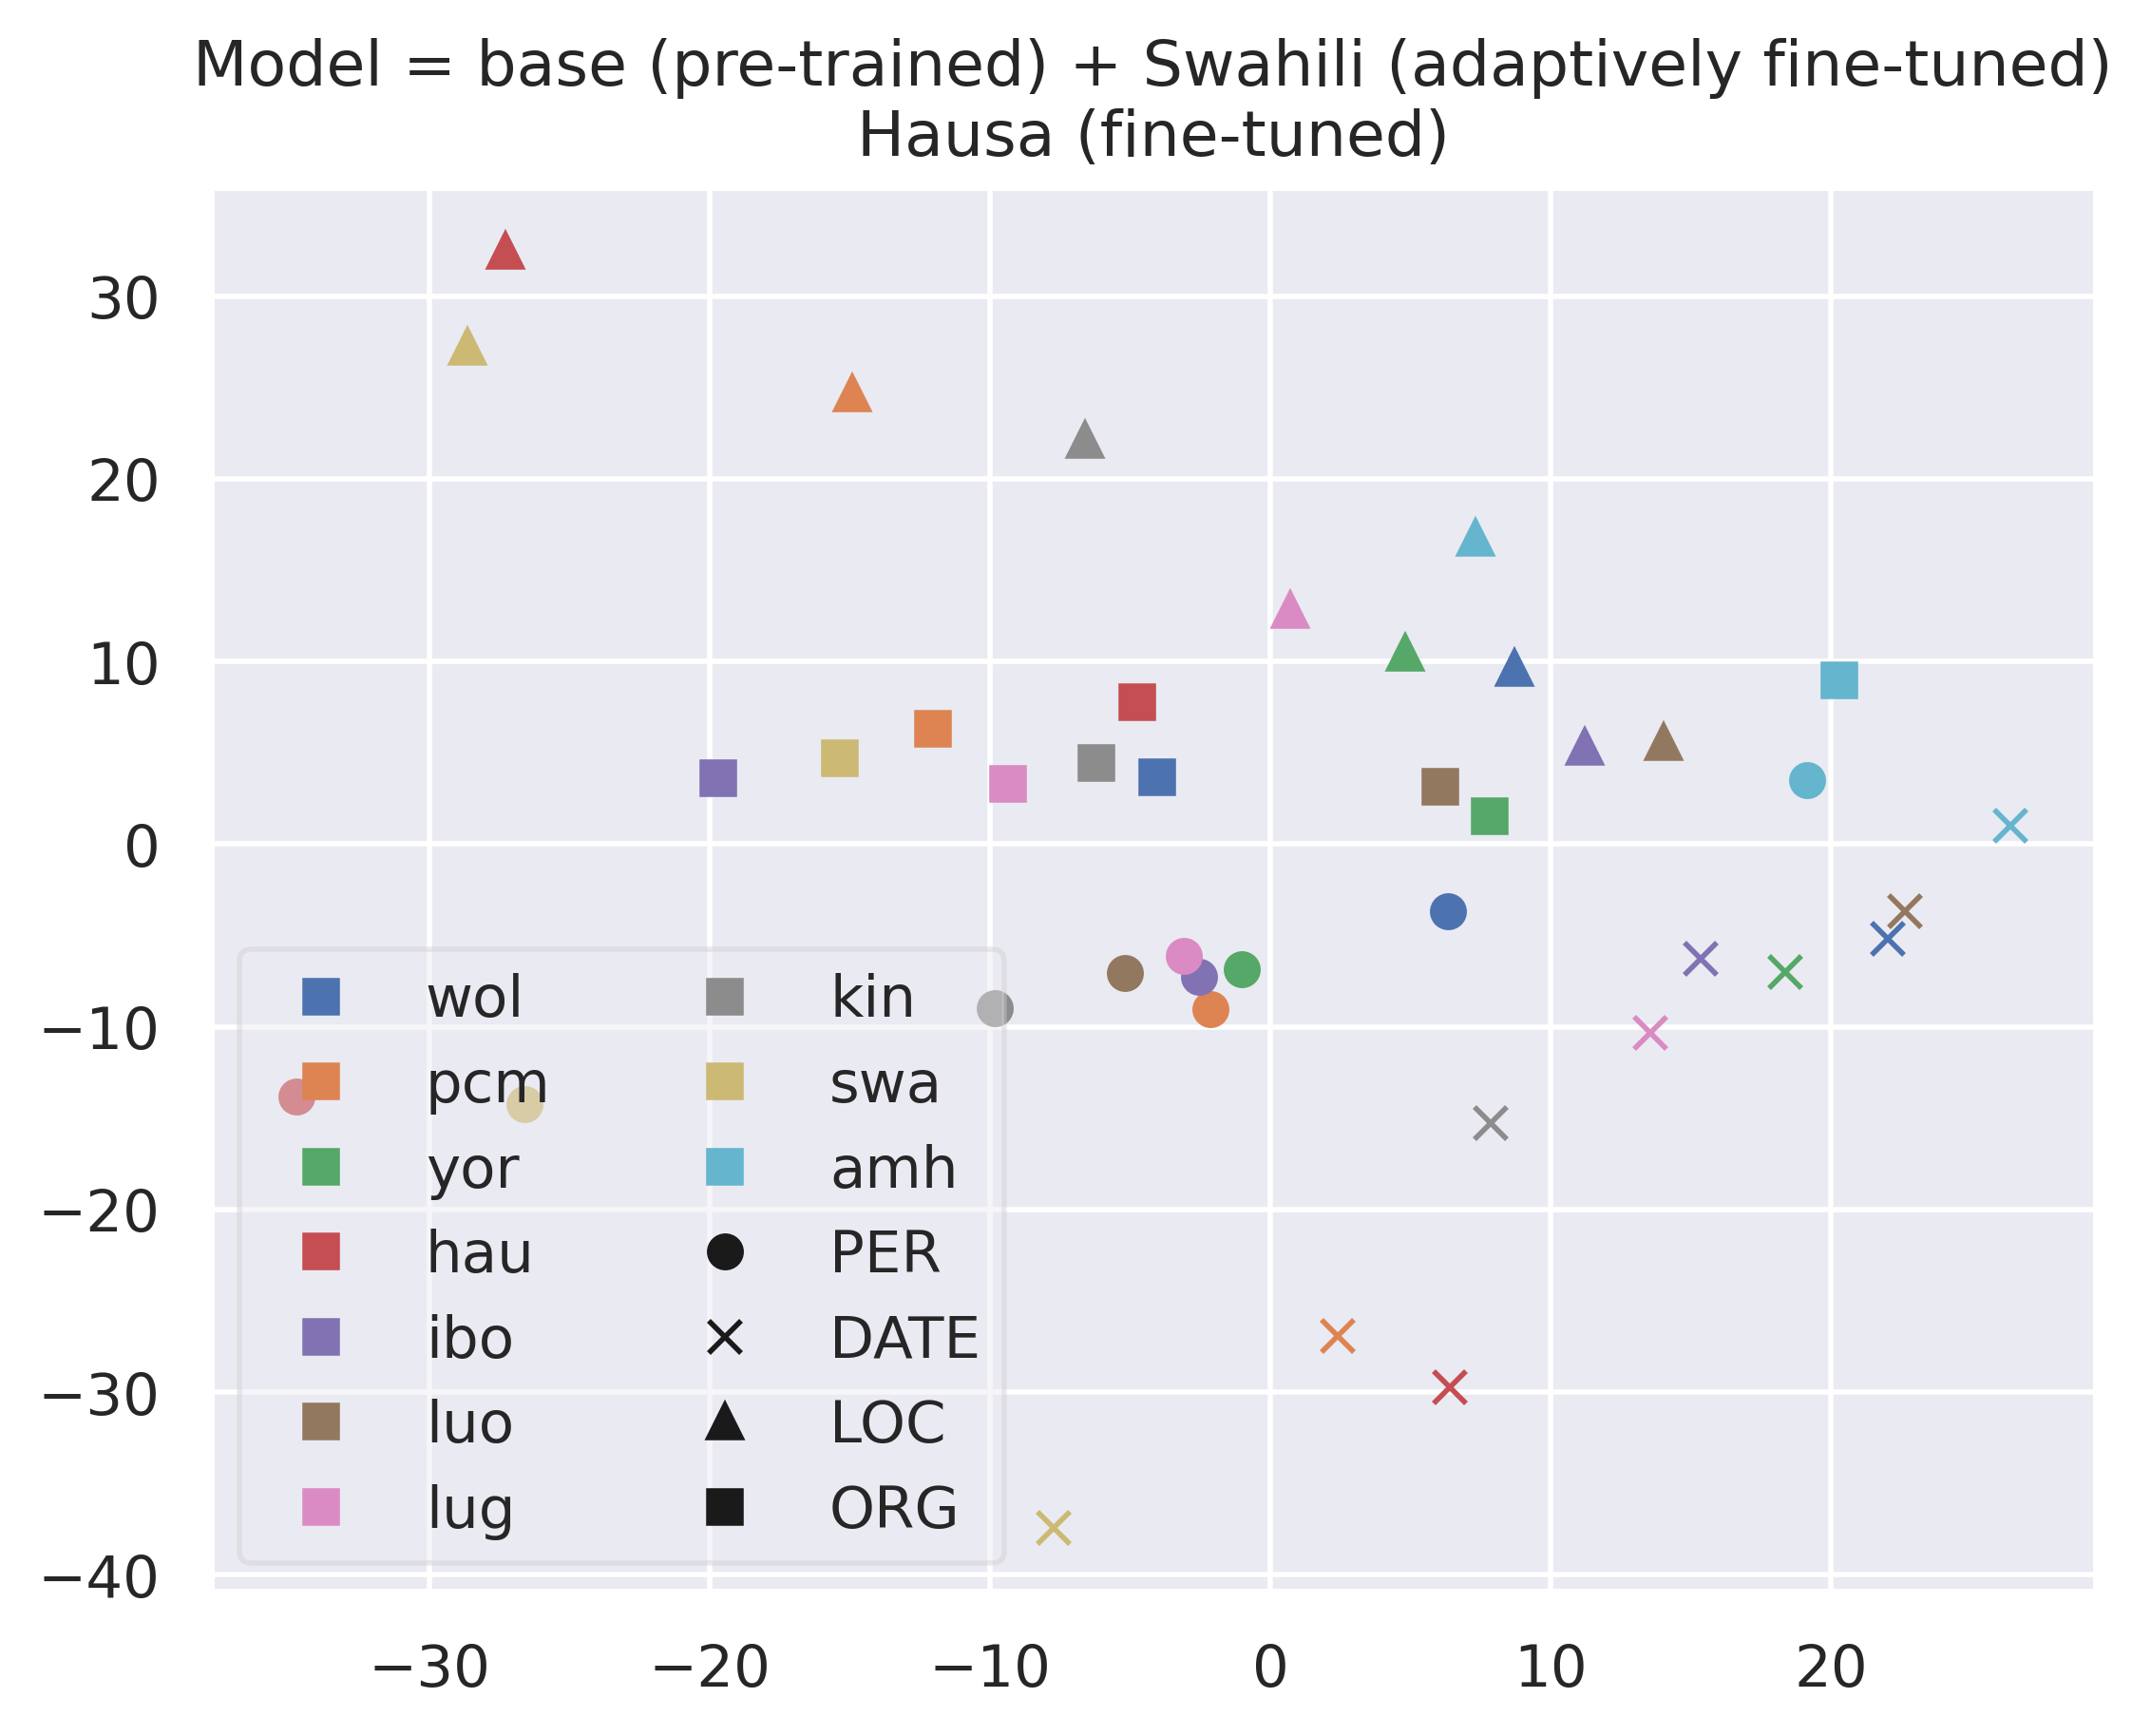 Model = base (pre-trained) + Swahili (adaptively fine-tuned)
Hausa (fine-tuned)
30
20
10
0
−10
−20
−30
−40
wol
pcm
yor
hau
ibo
luo
lug
kin
swa
amh
PER
DATE
LOC
ORG
−30 −20 −10 0 10 20